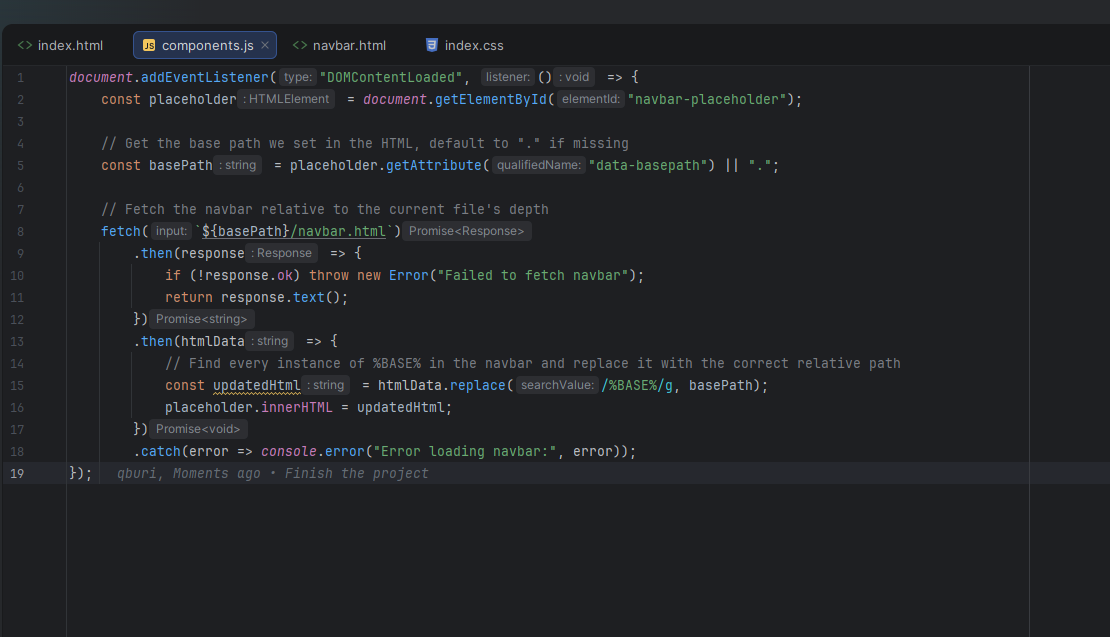 <> index.html JS components.js × <> navbar.html index.css
1 document.addEventListener( type: "DOMContentLoaded", listener: () : void => {
2 const placeholder : HTMLElement = document.getElementById( elementId: "navbar-placeholder");
3
4 // Get the base path we set in the HTML, default to "." if missing
5 const basePath : string = placeholder.getAttribute( qualifiedName: "data-basepath") || ".";
6
7 // Fetch the navbar relative to the current file's depth
8 fetch( input: `${basePath}/navbar.html`) Promise<Response>
9 .then(response : Response => {
10 if (!response.ok) throw new Error("Failed to fetch navbar");
11 return response.text();
12 }) Promise<string>
13 .then(htmlData : string => {
14 // Find every instance of %BASE% in the navbar and replace it with the correct relative path
15 const updatedHtml : string = htmlData.replace( searchValue: /%BASE%/g, basePath);
16 placeholder.innerHTML = updatedHtml;
17 }) Promise<void>
18 .catch(error => console.error("Error loading navbar:", error));
19 }); qburi, Moments ago • Finish the project